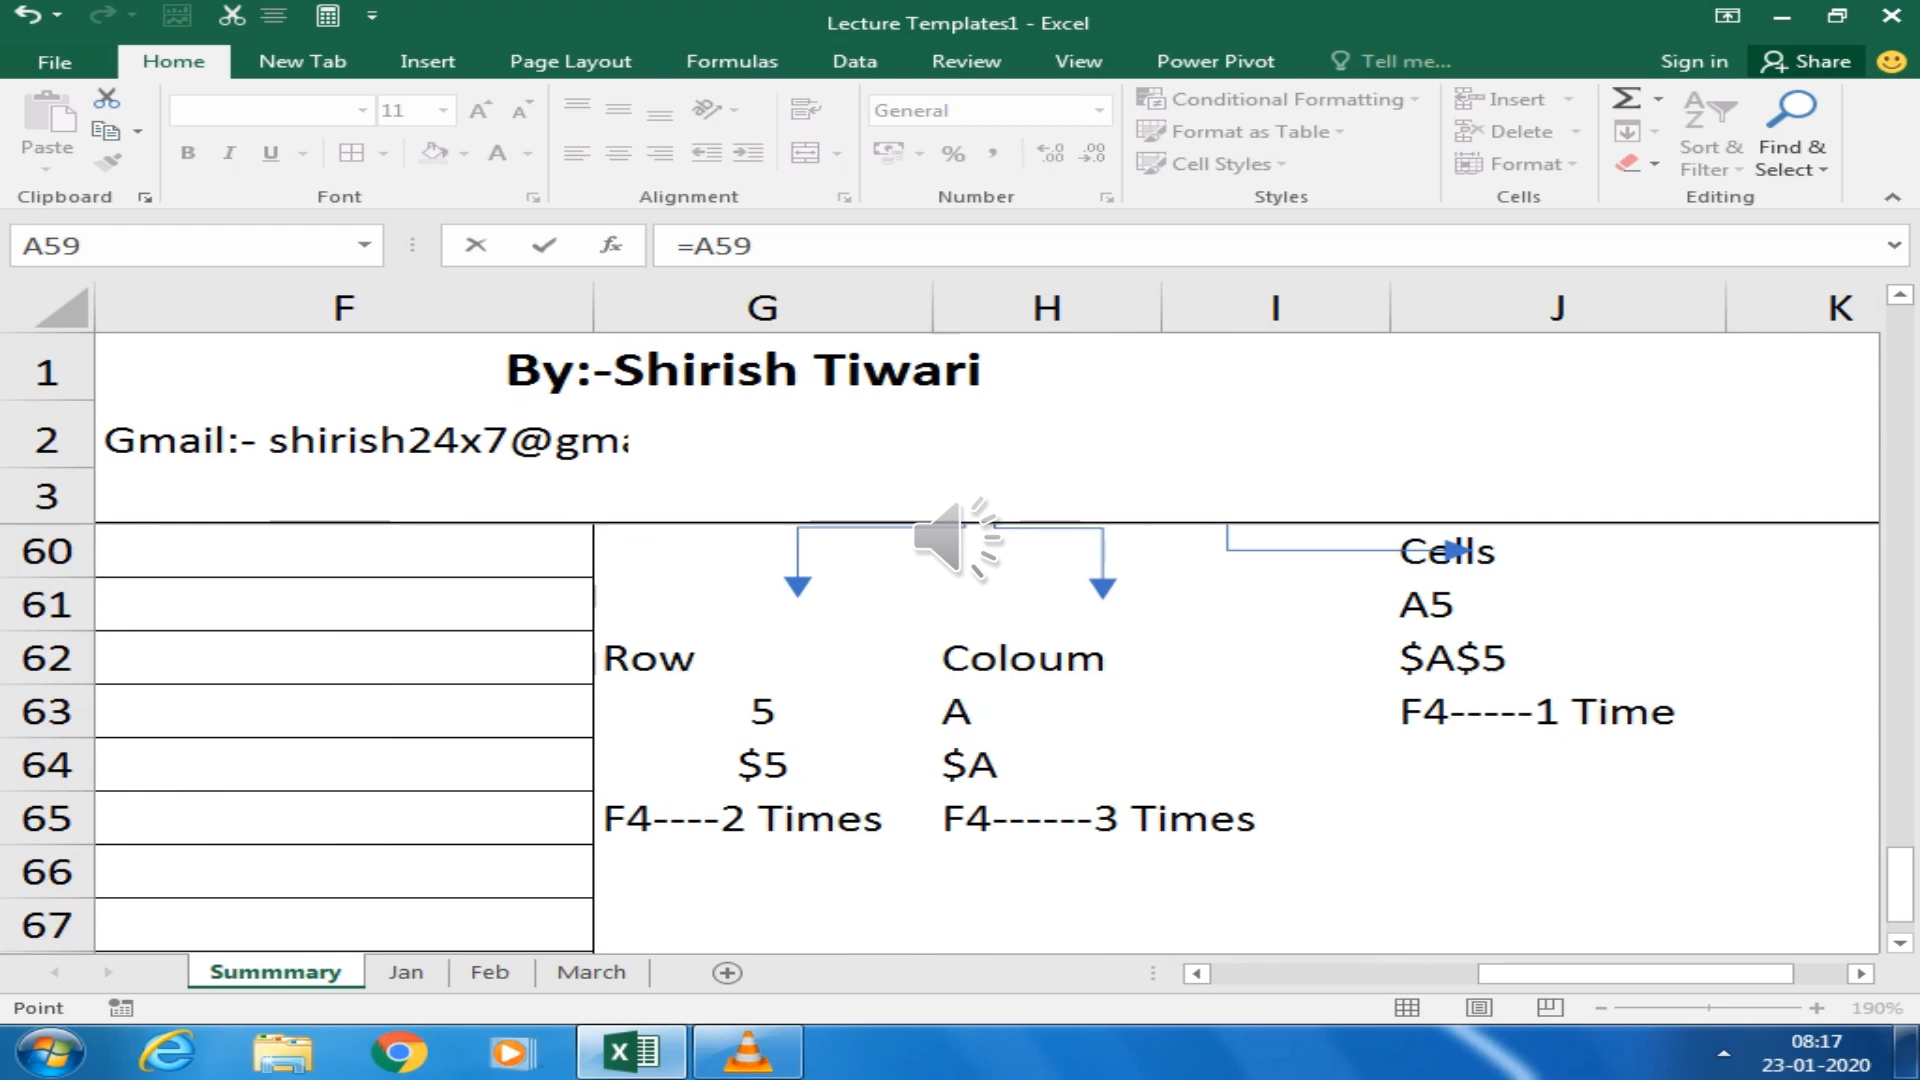 Lecture Templates1 - Excel
File Home New Tab Insert Page Layout Formulas Data Review View Power Pivot Tell me... Sign in Share
Paste
11
General
Conditional Formatting
Format as Table
Cell Styles
Insert
Delete
Format
Sort & Filter
Find & Select
B I U A % ,
Clipboard Font Alignment Number Styles Cells Editing
A59 fx =A59
F G H I J K
1 By:-Shirish Tiwari
2 Gmail:- shirish24x7@gma
3
60 Cells
61 A5
62 Row Coloum $A$5
63 5 A F4-----1 Time
64 $5 $A
65 F4----2 Times F4------3 Times
66
67
Summmary Jan Feb March
Point 190%
08:17
23-01-2020